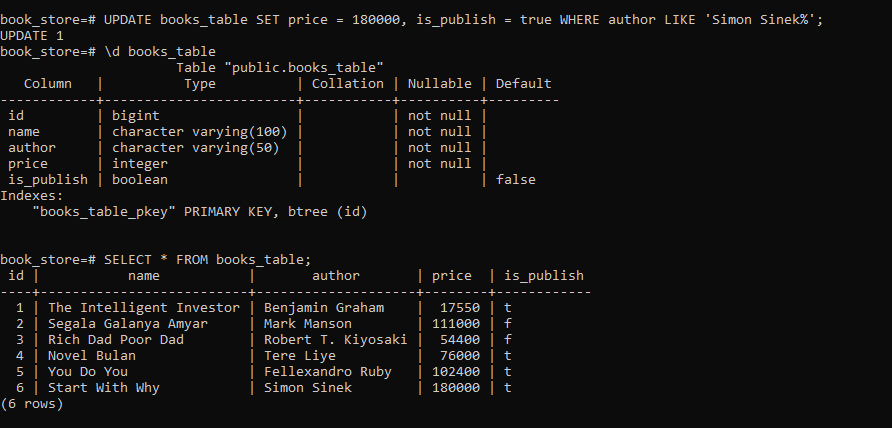 book_store=# UPDATE books_table SET price = 180000, is_publish = true WHERE author LIKE 'Simon Sinek%';
UPDATE 1
book_store=# \d books_table
                      Table "public.books_table"
   Column   |          Type          | Collation | Nullable | Default
------------+------------------------+-----------+----------+---------
 id         | bigint                 |           | not null |
 name       | character varying(100) |           | not null |
 author     | character varying(50)  |           | not null |
 price      | integer                |           | not null |
 is_publish | boolean                |           |          | false
Indexes:
    "books_table_pkey" PRIMARY KEY, btree (id)
book_store=# SELECT * FROM books_table;
 id |           name           |       author       | price  | is_publish
----+--------------------------+--------------------+--------+------------
  1 | The Intelligent Investor | Benjamin Graham    |  17550 | t
  2 | Segala Galanya Amyar     | Mark Manson        | 111000 | f
  3 | Rich Dad Poor Dad        | Robert T. Kiyosaki |  54400 | f
  4 | Novel Bulan              | Tere Liye          |  76000 | t
  5 | You Do You               | Fellexandro Ruby   | 102400 | t
  6 | Start With Why           | Simon Sinek        | 180000 | t
(6 rows)